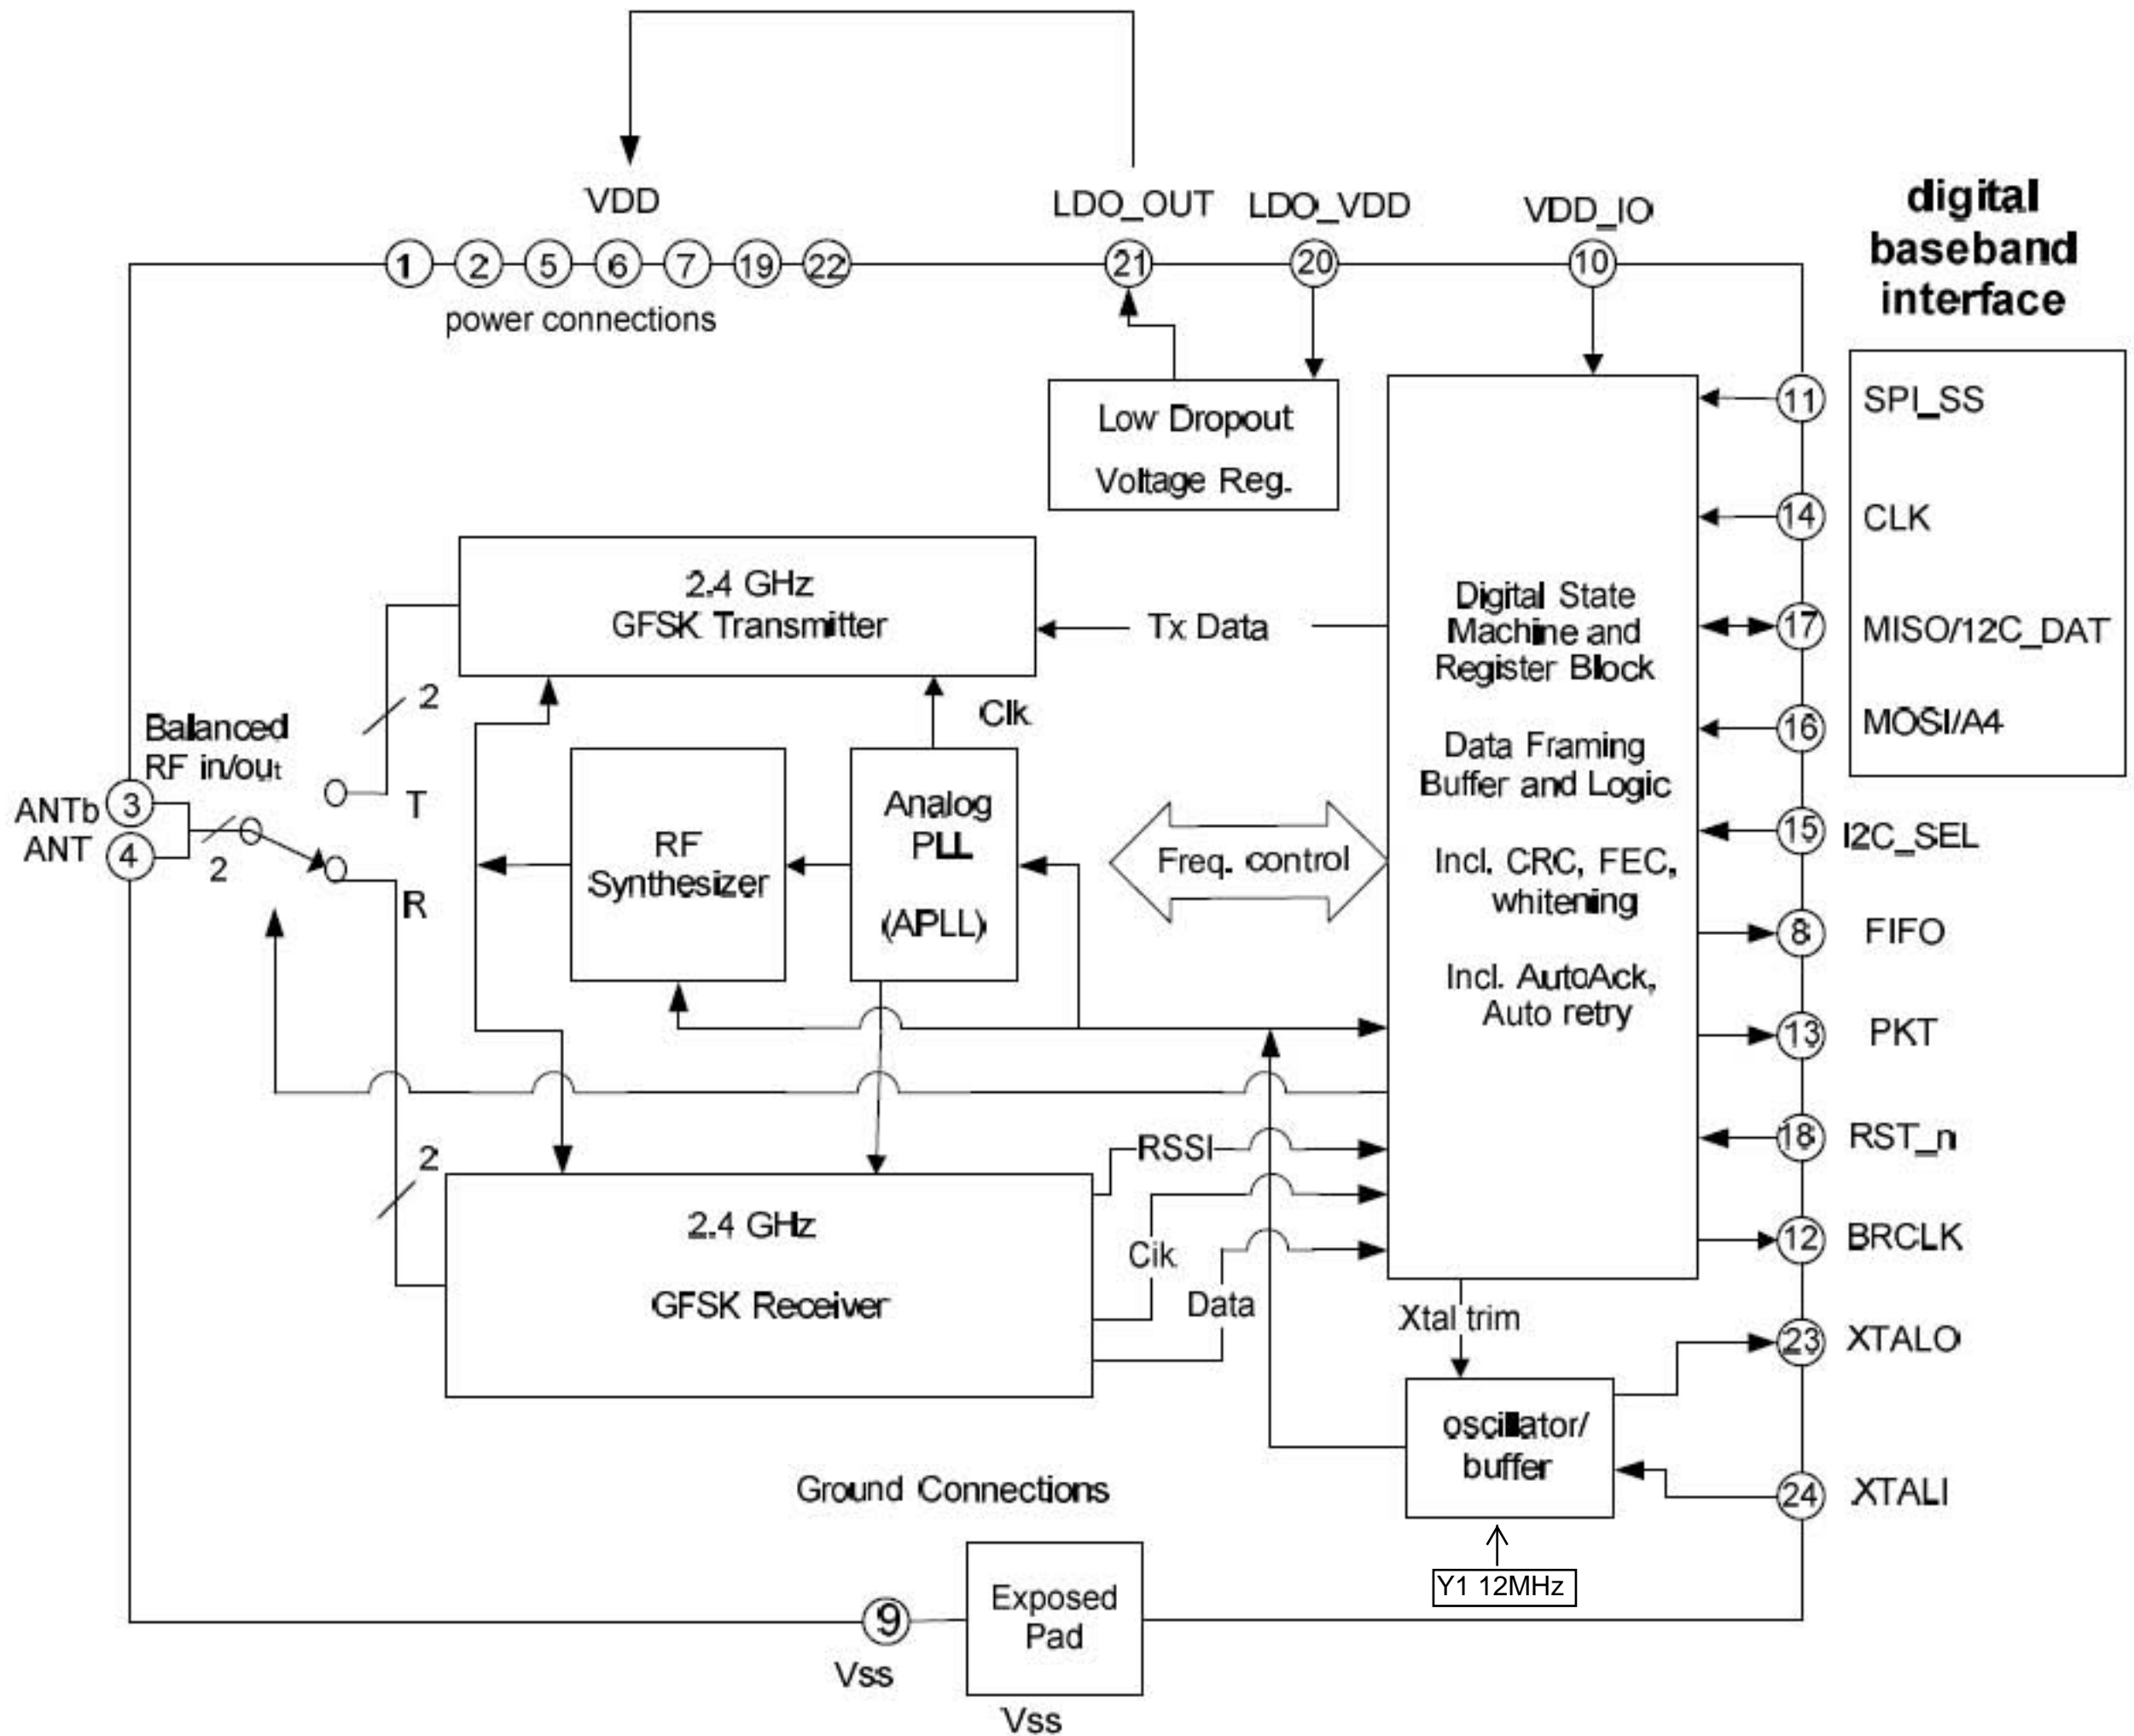 VDD
LDO_OUT
LDO_VDD
VDD_IO
digital
baseband
interface
1
2
5
6
7
19
22
21
20
10
power connections
Low Dropout
Voltage Reg.
11
SPI_SS
14
CLK
17
MISO/12C_DAT
16
MOSI/A4
15
I2C_SEL
8
FIFO
13
PKT
18
RST_n
12
BRCLK
23
XTALO
24
XTALI
2.4 GHz
GFSK Transmitter
Tx Data
Digital State
Machine and
Register Block
Data Framing
Buffer and Logic
Incl. CRC, FEC,
whitening
Incl. AutoAck,
Auto retry
2
Clk
Balanced
RF in/out
ANTb
3
ANT
4
2
T
R
RF
Synthesizer
Analog
PLL
(APLL)
Freq. control
RSSI
2
2.4 GHz
GFSK Receiver
Cik
Data
Xtal trim
oscillator/
buffer
Y1 12MHz
Ground Connections
9
Vss
Exposed
Pad
Vss